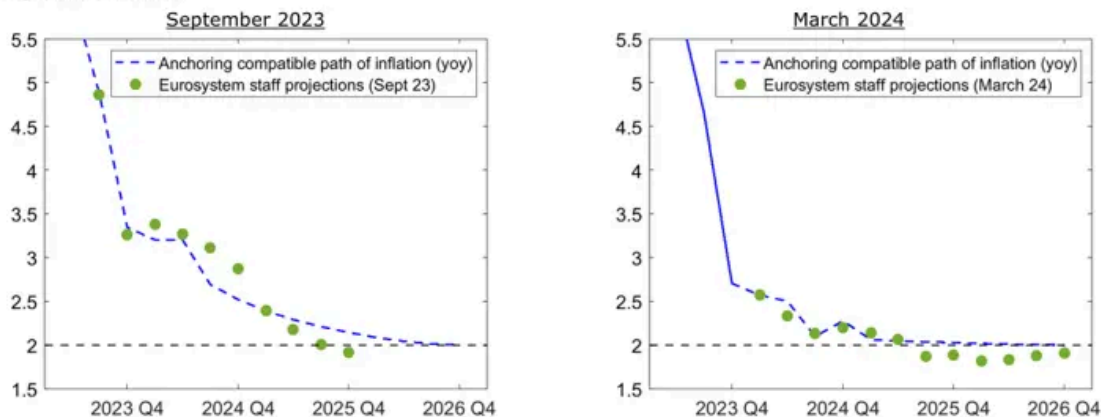 September 2023
5.5
Anchoring compatible path of inflation (yoy)
Eurosystem staff projections (Sept 23)
5
4.5
4
3.5
3
2.5
2
1.5
2023 Q4 2024 Q4 2025 Q4 2026 Q4
March 2024
5.5
Anchoring compatible path of inflation (yoy)
Eurosystem staff projections (March 24)
5
4.5
4
3.5
3
2.5
2
1.5
2023 Q4 2024 Q4 2025 Q4 2026 Q4